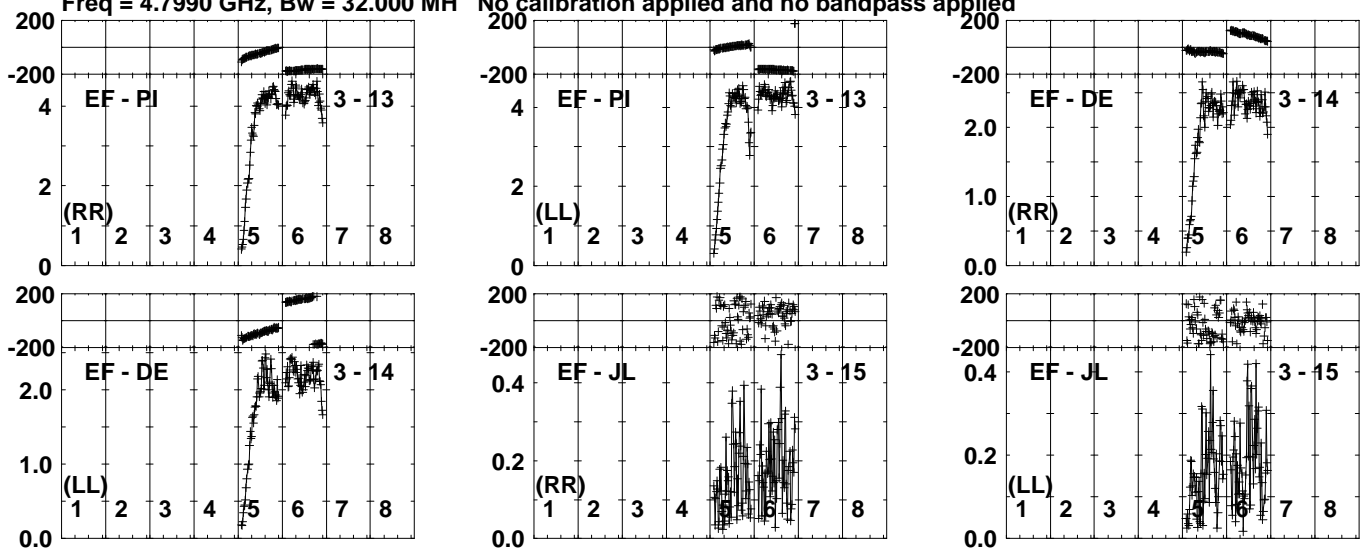 Freq = 4.7990 GHz, Bw = 32.000 MH No calibration applied and no bandpass applied
200
-200
EF - PI 3 - 13
4
2
(RR)
1 2 3 4 5 6 7 8
0
200
-200
EF - PI 3 - 13
4
2
(LL)
1 2 3 4 5 6 7 8
0
200
-200
EF - DE 3 - 14
2.0
1.0
(RR)
1 2 3 4 5 6 7 8
0.0
200
-200
EF - DE 3 - 14
2.0
1.0
(LL)
1 2 3 4 5 6 7 8
0.0
200
-200
EF - JL 3 - 15
0.4
0.2
(RR)
1 2 3 4 5 6 7 8
0.0
200
-200
EF - JL 3 - 15
0.4
0.2
(LL)
1 2 3 4 5 6 7 8
0.0